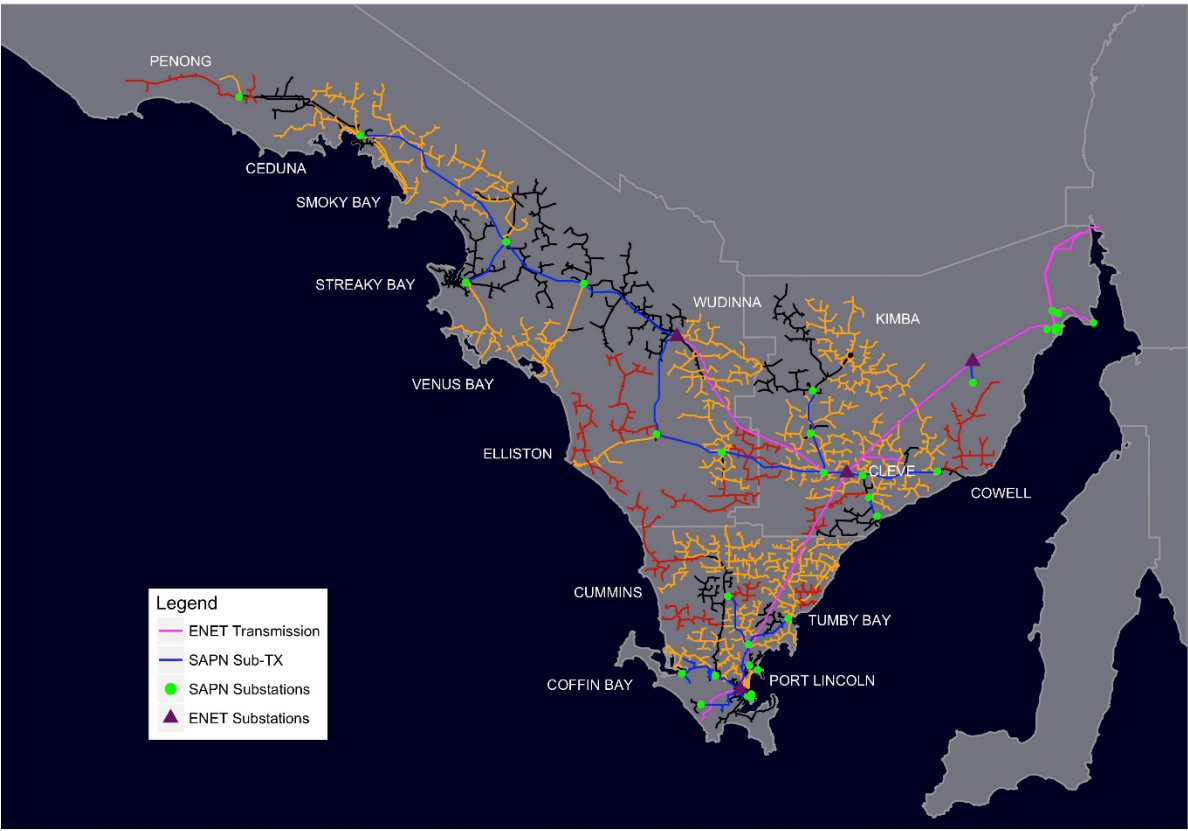 PENONG
CEDUNA
SMOKY BAY
STREAKY BAY
WUDINNA
KIMBA
VENUS BAY
ELLISTON
CLEVE
COWELL
CUMMINS
TUMBY BAY
COFFIN BAY
PORT LINCOLN
Legend
ENET Transmission
SAPN Sub-TX
SAPN Substations
ENET Substations